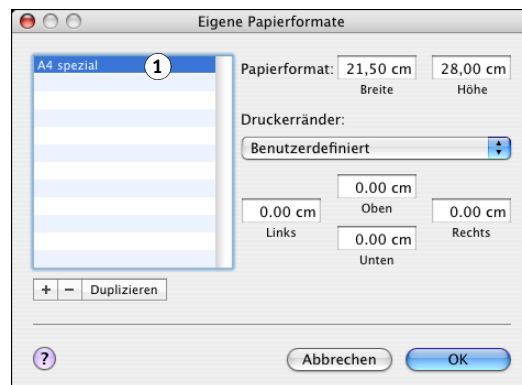 Eigene Papierformate
A4 spezial 1
Papierformat: 21,50 cm 28,00 cm
Breite Höhe
Druckerränder:
Benutzerdefiniert
0.00 cm
Oben
0.00 cm 0.00 cm
Links Rechts
0.00 cm
Unten
+ − Duplizieren
? Abbrechen OK